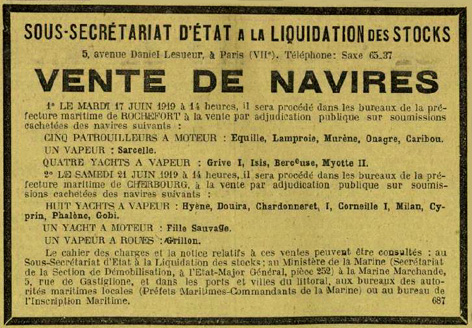 SOUS-SECRÉTARIAT D'ÉTAT A LA LIQUIDATION DES STOCKS
5, avenue Daniel-Lesueur, à Paris (VIIe). Téléphone: Saxe 65.37
VENTE DE NAVIRES
1° LE MARDI 17 JUIN 1919 à 14 heures, il sera procédé dans les bureaux de la pré-
fecture maritime de ROCHEFORT à la vente par adjudication publique sur soumissions
cachetées des navires suivants :
CINQ PATROUILLEURS A MOTEUR : Equille, Lamproie, Murène, Onagre, Caribou.
UN VAPEUR : Sarcelle.
QUATRE YACHTS A VAPEUR : Grive I, Isis, Berceuse, Myotte II.
2° LE SAMEDI 21 JUIN 1919 à 14 heures, il sera procédé dans les bureaux de la pré-
fecture maritime de CHERBOURG, à la vente par adjudication publique sur soumis-
sions cachetées des navires suivants :
HUIT YACHTS A VAPEUR : Hyène, Douira, Chardonneret, I, Corneille I, Milan, Cy-
prin, Phalène, Gobi.
UN YACHT A MOTEUR : Fille Sauvage.
UN VAPEUR A ROUES : Grillon.
Le cahier des charges et la notice relatifs à ces ventes peuvent être consultés : au
Sous-Secrétariat d'Etat à la Liquidation des stocks; au Ministère de la Marine (Secrétariat
de la Section de Démobilisation, à l'Etat-Major Général, pièce 252) à la Marine Marchande,
5, rue de Castiglione, et dans les ports et villes du littoral, aux bureaux des auto-
rités maritimes locales (Préfets Maritimes-Commandants de la Marine) ou au bureau de
l'Inscription Maritime. 687